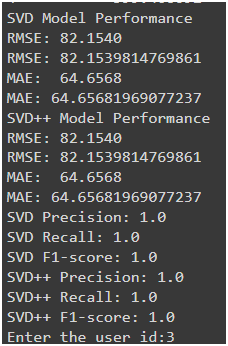 SVD Model Performance
RMSE: 82.1540
RMSE: 82.1539814769861
MAE:  64.6568
MAE: 64.65681969077237
SVD++ Model Performance
RMSE: 82.1540
RMSE: 82.1539814769861
MAE:  64.6568
MAE: 64.65681969077237
SVD Precision: 1.0
SVD Recall: 1.0
SVD F1-score: 1.0
SVD++ Precision: 1.0
SVD++ Recall: 1.0
SVD++ F1-score: 1.0
Enter the user id:3